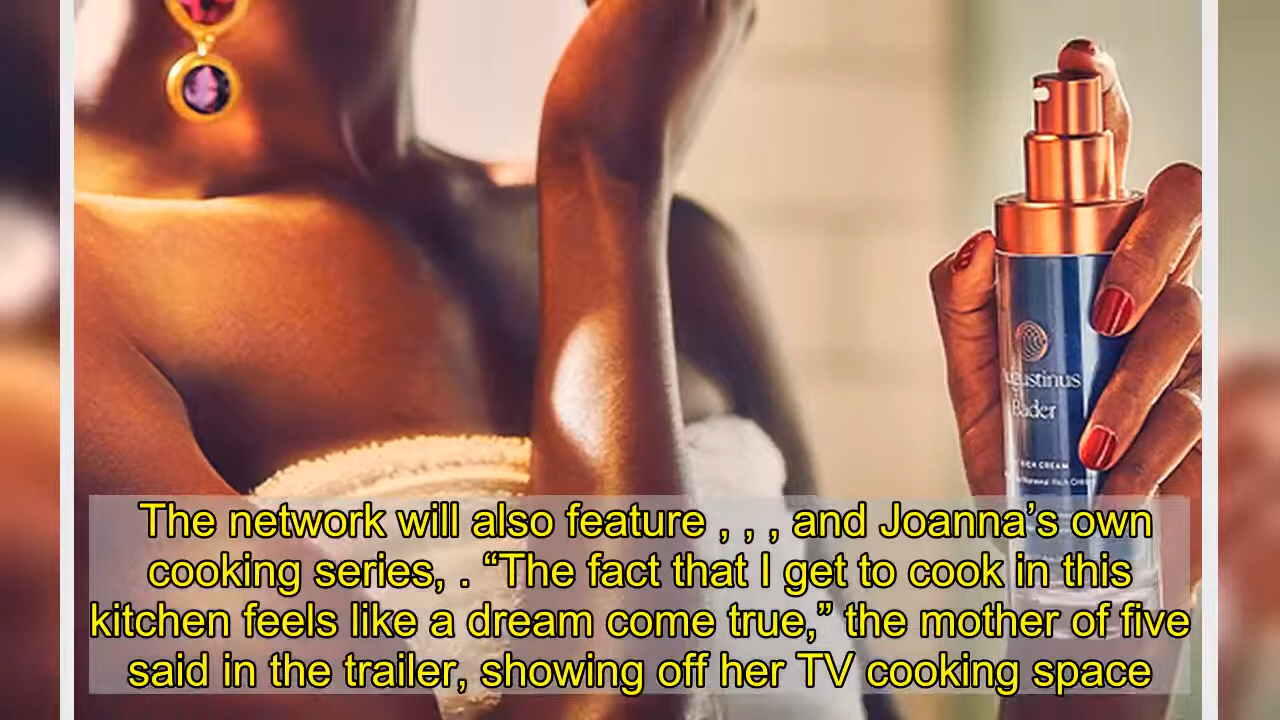 Augustinus
Bader
RICH CREAM
The network will also feature , , , and Joanna’s own
cooking series, . “The fact that I get to cook in this
kitchen feels like a dream come true,” the mother of five
said in the trailer, showing off her TV cooking space